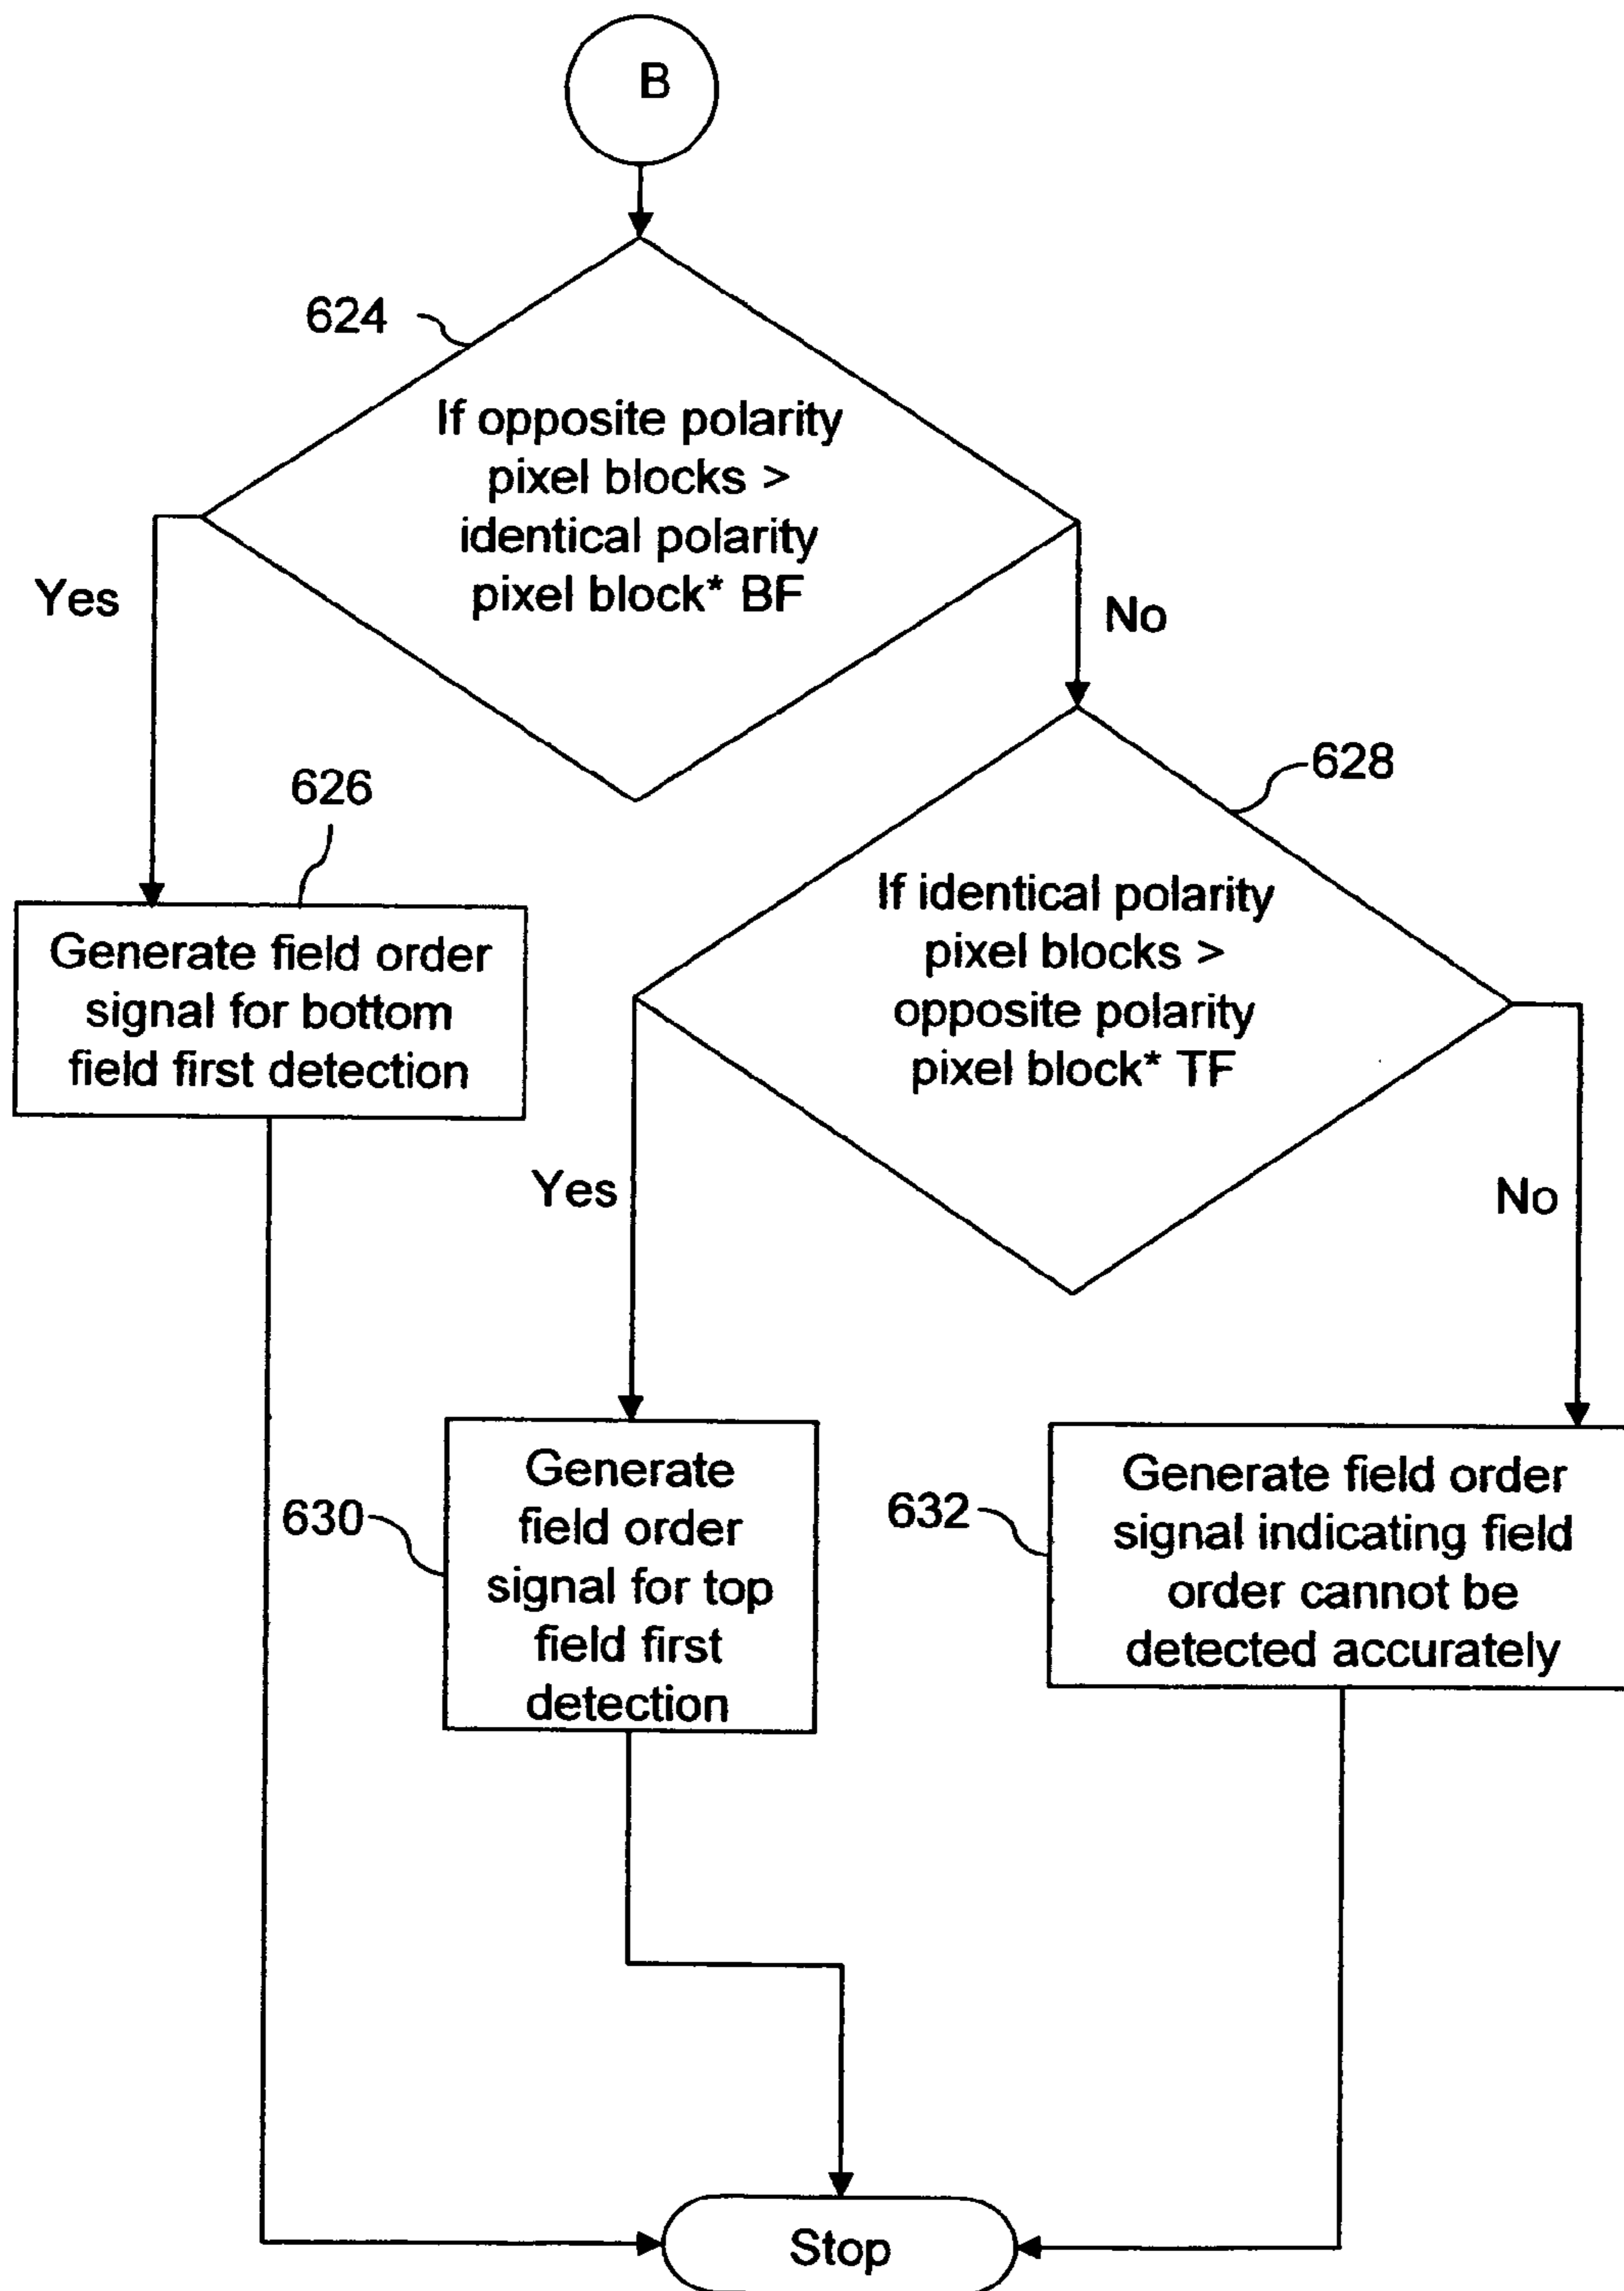 B
624
If opposite polarity
pixel blocks >
identical polarity
pixel block* BF
Yes
No
628
626
If identical polarity
pixel blocks >
opposite polarity
pixel block* TF
Generate field order
signal for bottom
field first detection
Yes
No
630
Generate
field order
signal for top
field first
detection
632
Generate field order
signal indicating field
order cannot be
detected accurately
Stop